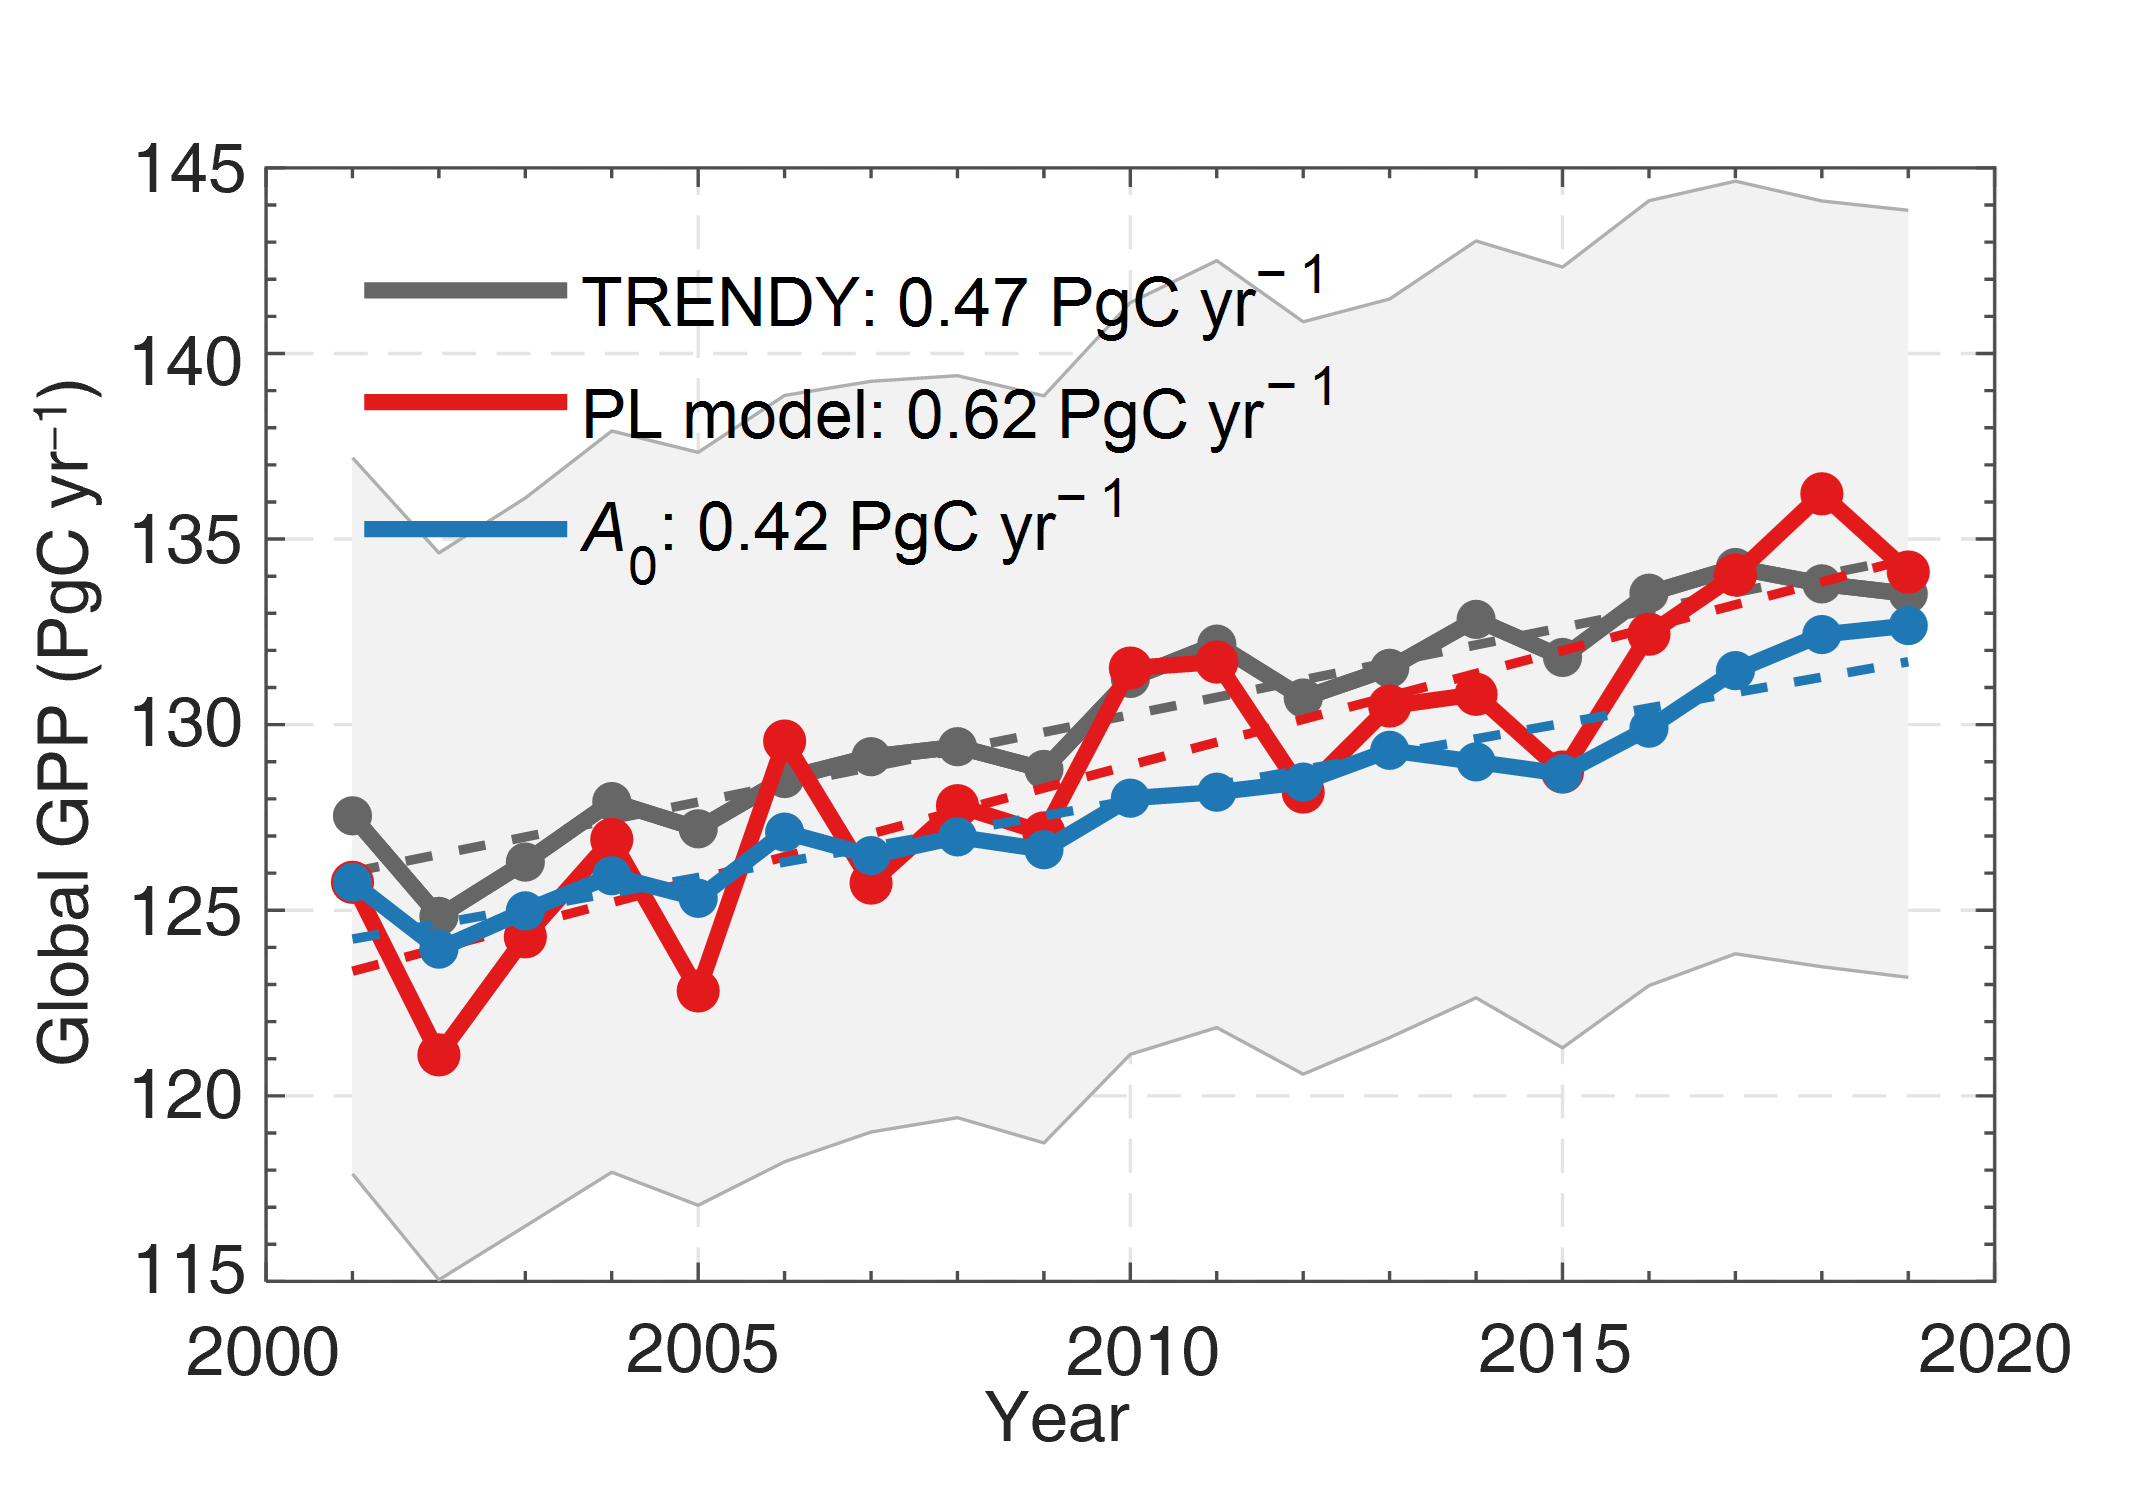 145
140
135
130
125
120
115
Global GPP (PgC yr⁻¹)
TRENDY: 0.47 PgC yr⁻¹
PL model: 0.62 PgC yr⁻¹
A₀: 0.42 PgC yr⁻¹
2000 2005 2010 2015 2020
Year